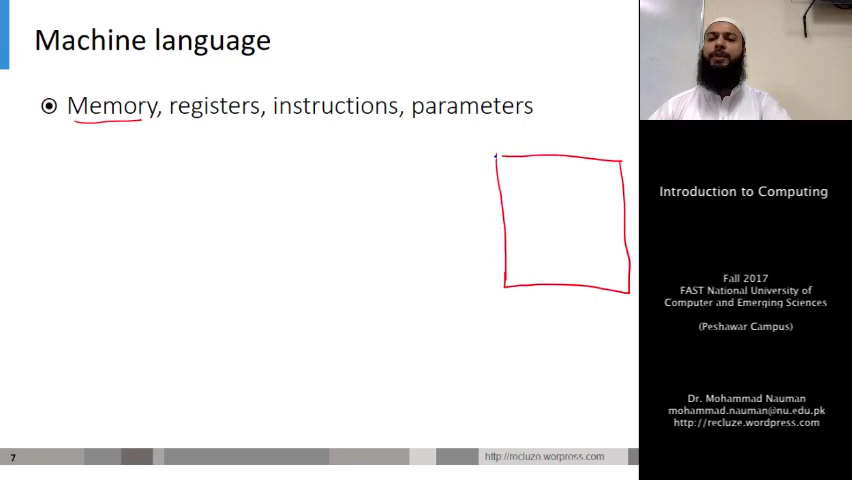 Machine language
Memory, registers, instructions, parameters
Introduction to Computing
Fall 2017
FAST National University of
Computer and Emerging Sciences
(Peshawar Campus)
Dr. Mohammad Nauman
mohammad.nauman@nu.edu.pk
http://recluze.wordpress.com
7
http://recluze.worpress.com